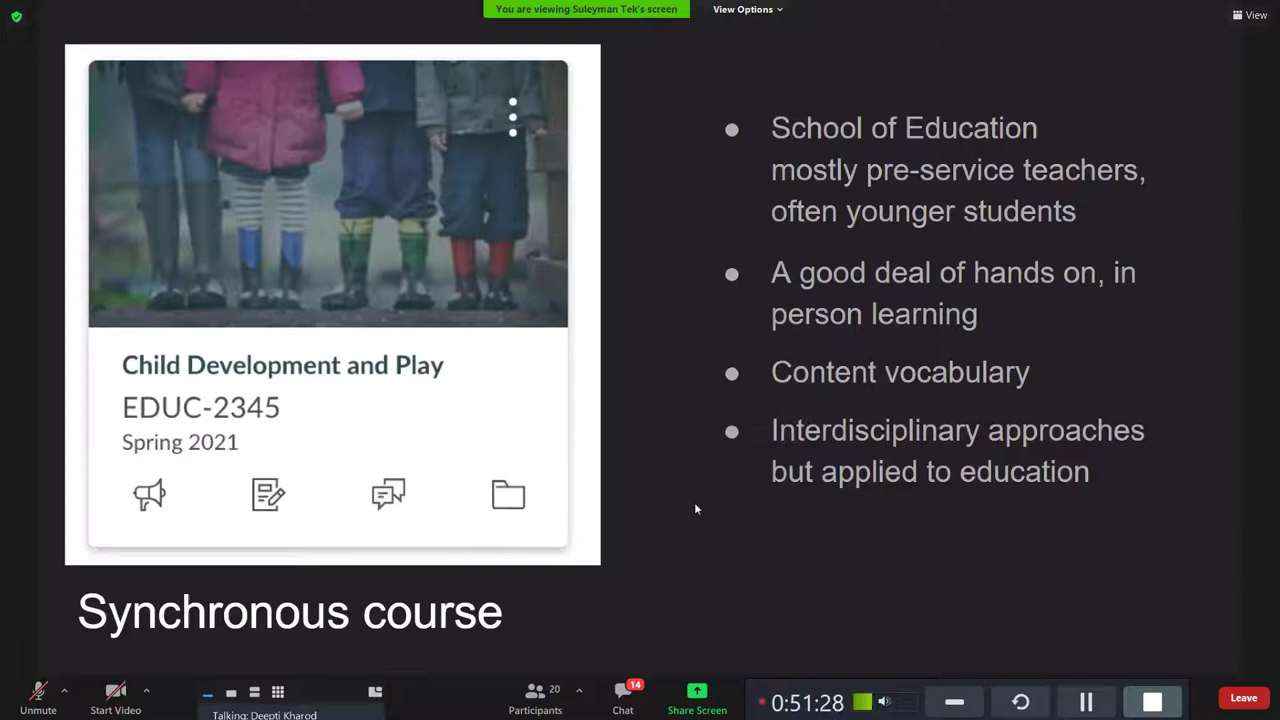 You are viewing Suleyman Tek's screen
View Options
View
School of Education
mostly pre-service teachers,
often younger students
A good deal of hands on, in
person learning
Content vocabulary
Interdisciplinary approaches
but applied to education
Child Development and Play
EDUC-2345
Spring 2021
Synchronous course
Unmute
Start Video
Talking: Deepti Kharod
20
Participants
14
Chat
Share Screen
0:51:28
Leave